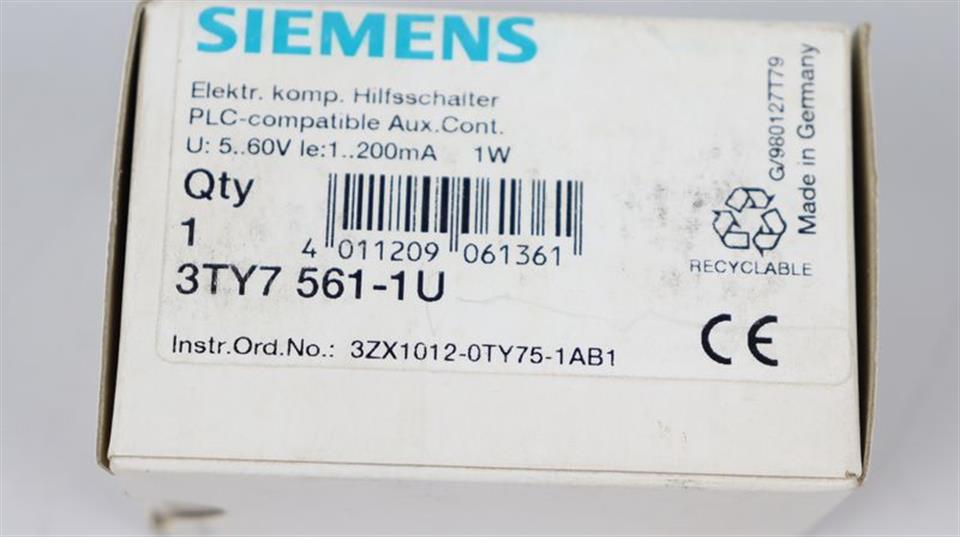 SIEMENS
Elektr. komp. Hilfsschalter
PLC-compatible Aux.Cont.
U: 5..60V Ie:1..200mA 1W
Qty
1
4 011209 061361
3TY7 561-1U
Instr.Ord.No.: 3ZX1012-0TY75-1AB1
RECYCLABLE
CE
G/980127T79
Made in Germany